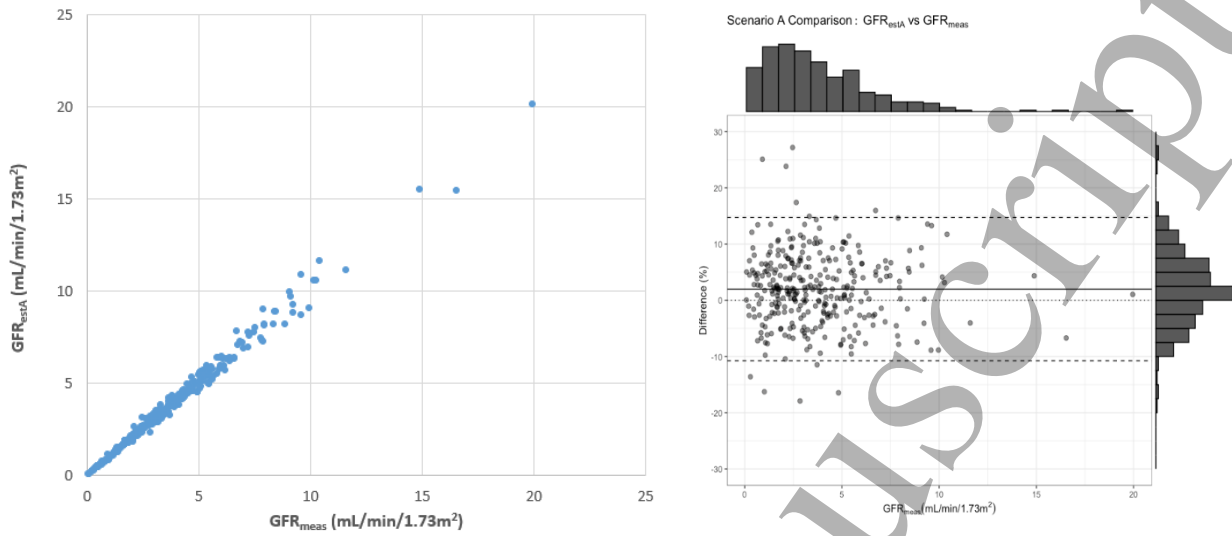 25
20
15
10
5
0
0 5 10 15 20 25
GFRestA (mL/min/1.73m²)
GFRmeas (mL/min/1.73m²)
Scenario A Comparison : GFRestA vs GFRmeas
30
20
10
0
-10
-20
-30
0 5 10 15 20
Difference (%)
GFRmeas (mL/min/1.73m²)
uscrip